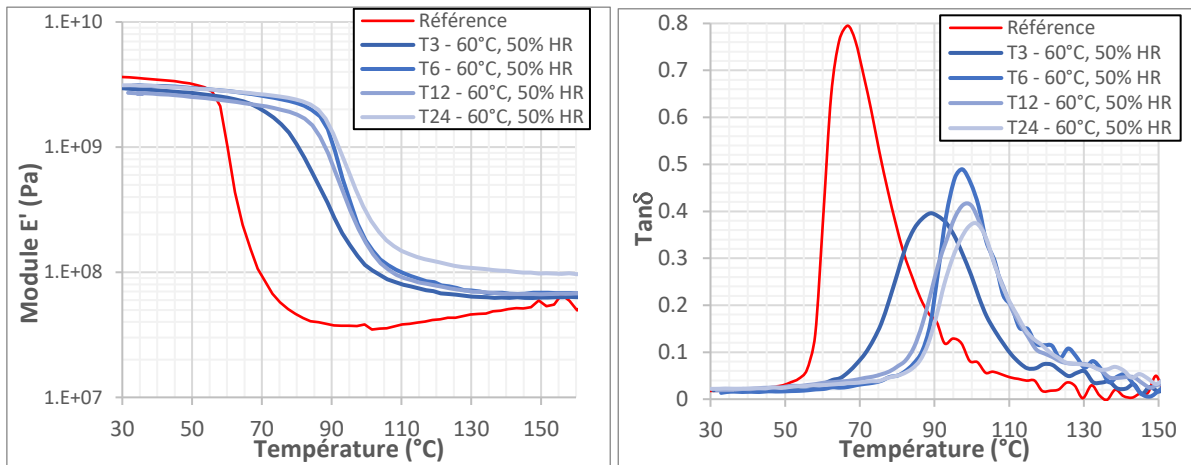 Module E' (Pa)
1.E+10
1.E+09
1.E+08
1.E+07
Référence
T3 - 60°C, 50% HR
T6 - 60°C, 50% HR
T12 - 60°C, 50% HR
T24 - 60°C, 50% HR
30 50 70 90 110 130 150
Température (°C)
Tanδ
0.8
0.7
0.6
0.5
0.4
0.3
0.2
0.1
0
Référence
T3 - 60°C, 50% HR
T6 - 60°C, 50% HR
T12 - 60°C, 50% HR
T24 - 60°C, 50% HR
30 50 70 90 110 130 150
Température (°C)